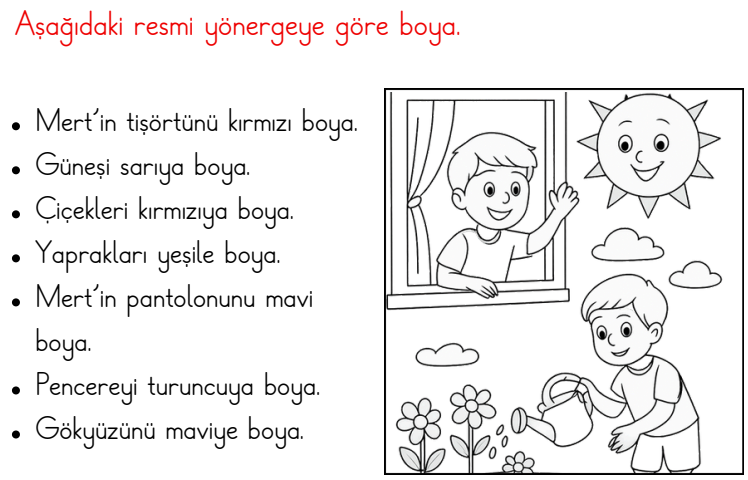 Aşağıdaki resmi yönergeye göre boya.
• Mert'in tişörtünü kırmızı boya.
• Güneşi sarıya boya.
• Çiçekleri kırmızıya boya.
• Yaprakları yeşile boya.
• Mert'in pantolonunu mavi
boya.
• Pencereyi turuncuya boya.
• Gökyüzünü maviye boya.